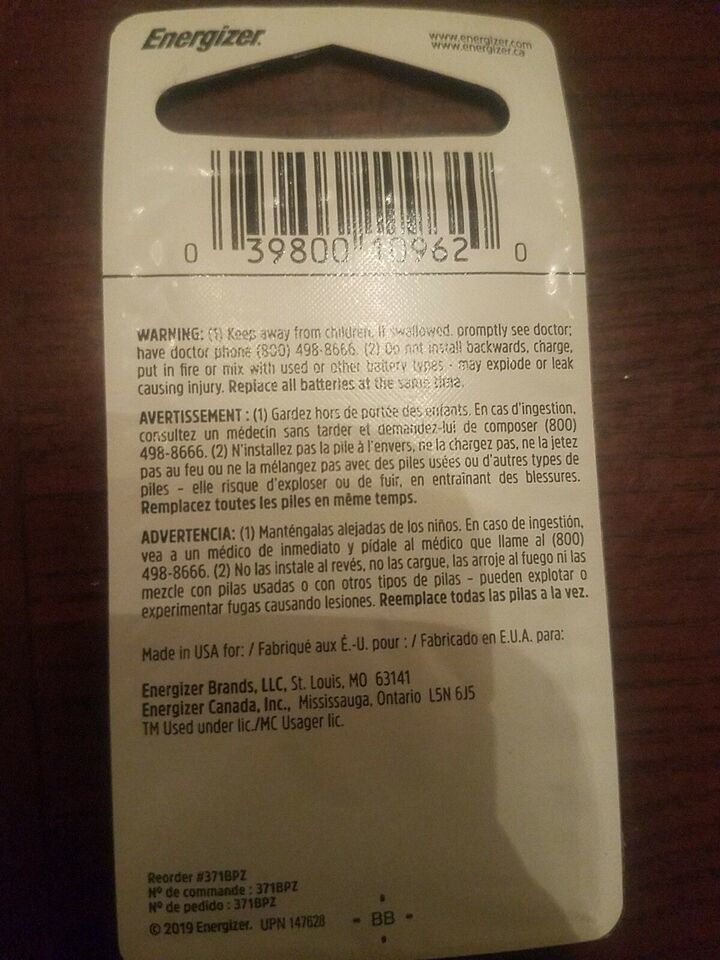 Energizer.
www.energizer.com
www.energizer.ca
0 39800 10962 0
WARNING: (1) Keep away from children. If swallowed, promptly see doctor;
have doctor phone (800) 498-8666. (2) Do not install backwards, charge,
put in fire or mix with used or other battery types - may explode or leak
causing injury. Replace all batteries at the same time.
AVERTISSEMENT : (1) Gardez hors de portée des enfants. En cas d'ingestion,
consultez un médecin sans tarder et demandez-lui de composer (800)
498-8666. (2) N'installez pas la pile à l'envers, ne la chargez pas, ne la jetez
pas au feu ou ne la mélangez pas avec des piles usées ou d'autres types de
piles – elle risque d'exploser ou de fuir, en entraînant des blessures.
Remplacez toutes les piles en même temps.
ADVERTENCIA: (1) Manténgalas alejadas de los niños. En caso de ingestión,
vea a un médico de inmediato y pídale al médico que llame al (800)
498-8666. (2) No las instale al revés, no las cargue, las arroje al fuego ni las
mezcle con pilas usadas o con otros tipos de pilas – pueden explotar o
experimentar fugas causando lesiones. Reemplace todas las pilas a la vez.
Made in USA for: / Fabriqué aux É.-U. pour : / Fabricado en E.U.A. para:
Energizer Brands, LLC, St. Louis, MO 63141
Energizer Canada, Inc., Mississauga, Ontario L5N 6J5
TM Used under lic./MC Usager lic.
Reorder #371BPZ
Nº de commande : 371BPZ
Nº de pedido : 371BPZ
© 2019 Energizer. UPN 147628
BB